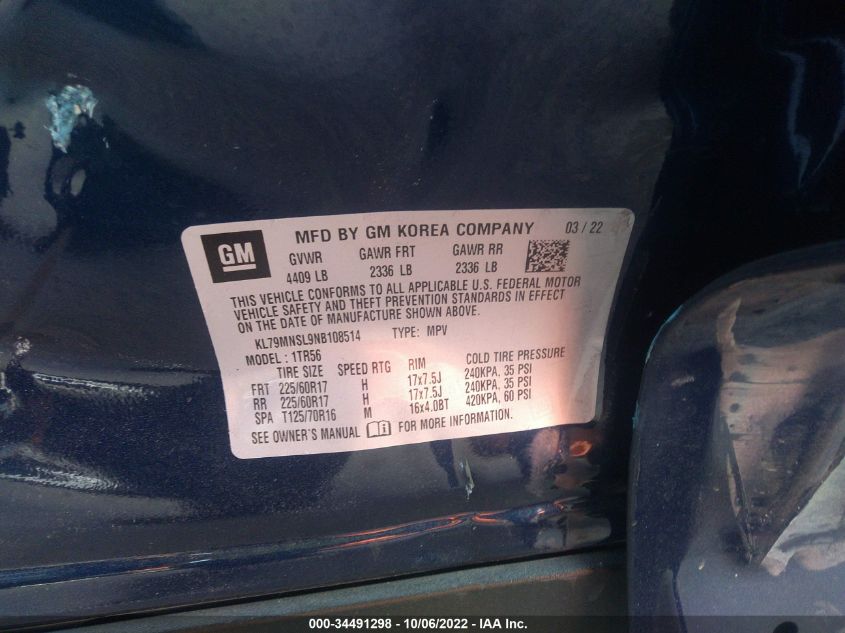 GM
MFD BY GM KOREA COMPANY 03 / 22
GVWR GAWR FRT GAWR RR
4409 LB 2336 LB 2336 LB
THIS VEHICLE CONFORMS TO ALL APPLICABLE U.S. FEDERAL MOTOR
VEHICLE SAFETY AND THEFT PREVENTION STANDARDS IN EFFECT
ON THE DATE OF MANUFACTURE SHOWN ABOVE.
KL79MNSL9NB108514 TYPE: MPV
MODEL: 1TR56
TIRE SIZE SPEED RTG RIM COLD TIRE PRESSURE
FRT 225/60R17 H 17x7.5J 240KPA, 35 PSI
RR 225/60R17 H 17x7.5J 240KPA, 35 PSI
SPA T125/70R16 M 16x4.0BT 420KPA, 60 PSI
SEE OWNER'S MANUAL FOR MORE INFORMATION.
000-34491298 - 10/06/2022 - IAA Inc.